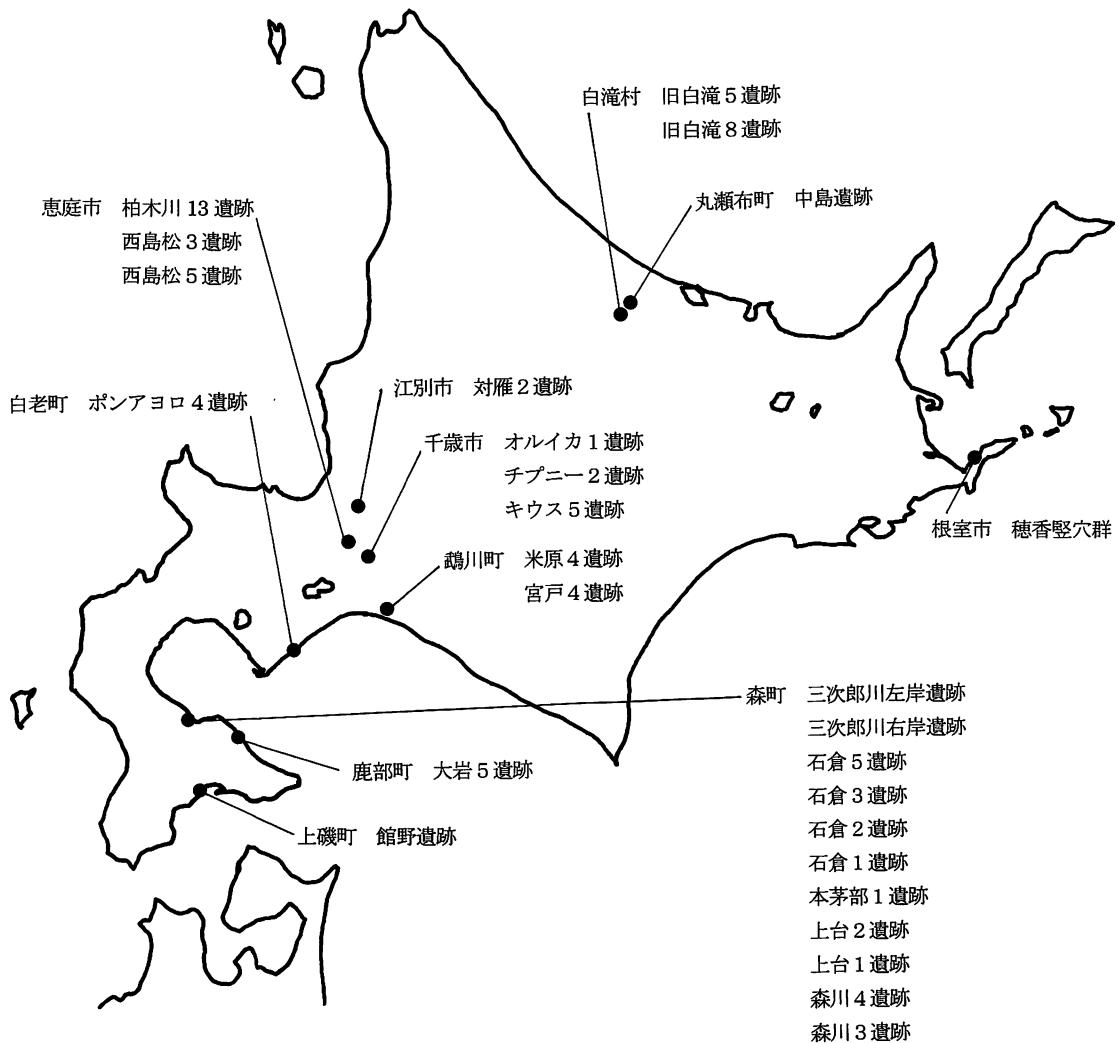 白滝村 旧白滝5遺跡
旧白滝8遺跡
丸瀬布町 中島遺跡
恵庭市 柏木川13遺跡
西島松3遺跡
西島松5遺跡
江別市 対雁2遺跡
白老町 ポンアヨロ4遺跡
千歳市 オルイカ1遺跡
チプニー2遺跡
キウス5遺跡
根室市 穂香竪穴群
鵡川町 米原4遺跡
宮戸4遺跡
森町 三次郎川左岸遺跡
三次郎川右岸遺跡
石倉5遺跡
石倉3遺跡
石倉2遺跡
石倉1遺跡
本茅部1遺跡
上台2遺跡
上台1遺跡
森川4遺跡
森川3遺跡
鹿部町 大岩5遺跡
上磯町 館野遺跡